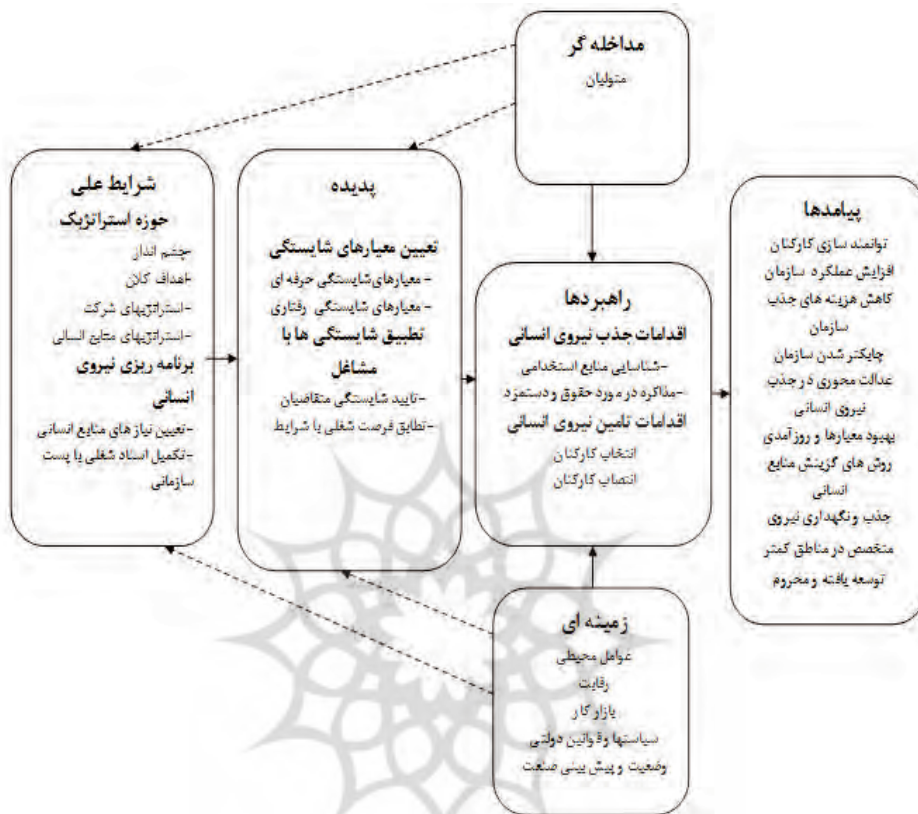 مداخله گر
متولیان
شرایط علی
حوزه استراتژیک
-چشم انداز
-اهداف کلان
-استراتژیهای شرکت
-استراتژیهای منابع انسانی
برنامه ریزی نیروی
انسانی
-تعیین نیاز های منابع انسانی
-تکمیل اسناد شغلی یا پست
سازمانی
پدیده
تعیین معیارهای شایستگی
-معیارهای شایستگی حرفه ای
-معیارهای شایستگی رفتاری
تطبیق شایستگی ها با
مشاغل
-تایید شایستگی متقاضیان
-تطابق فرصت شغلی با شرایط
راهبردها
اقدامات جذب نیروی انسانی
-شناسایی منابع استخدامی
-مذاکره در مورد حقوق و دستمزد
اقدامات تامین نیروی انسانی
انتخاب کارکنان
انتصاب کارکنان
پیامدها
توانمند سازی کارکنان
افزایش عملکرد سازمان
کاهش هزینه های جذب
سازمان
چابکتر شدن سازمان
عدالت محوری در جذب
نیروی انسانی
بهبود معیارها و روز آمدی
روش های گزینش منابع
انسانی
جذب و نگهداری نیروی
متخصص در مناطق کمتر
توسعه یافته و محروم
زمینه ای
عوامل محیطی
رقابت
بازار کار
سیاستها و قوانین دولتی
وضعیت و پیش بینی صنعت